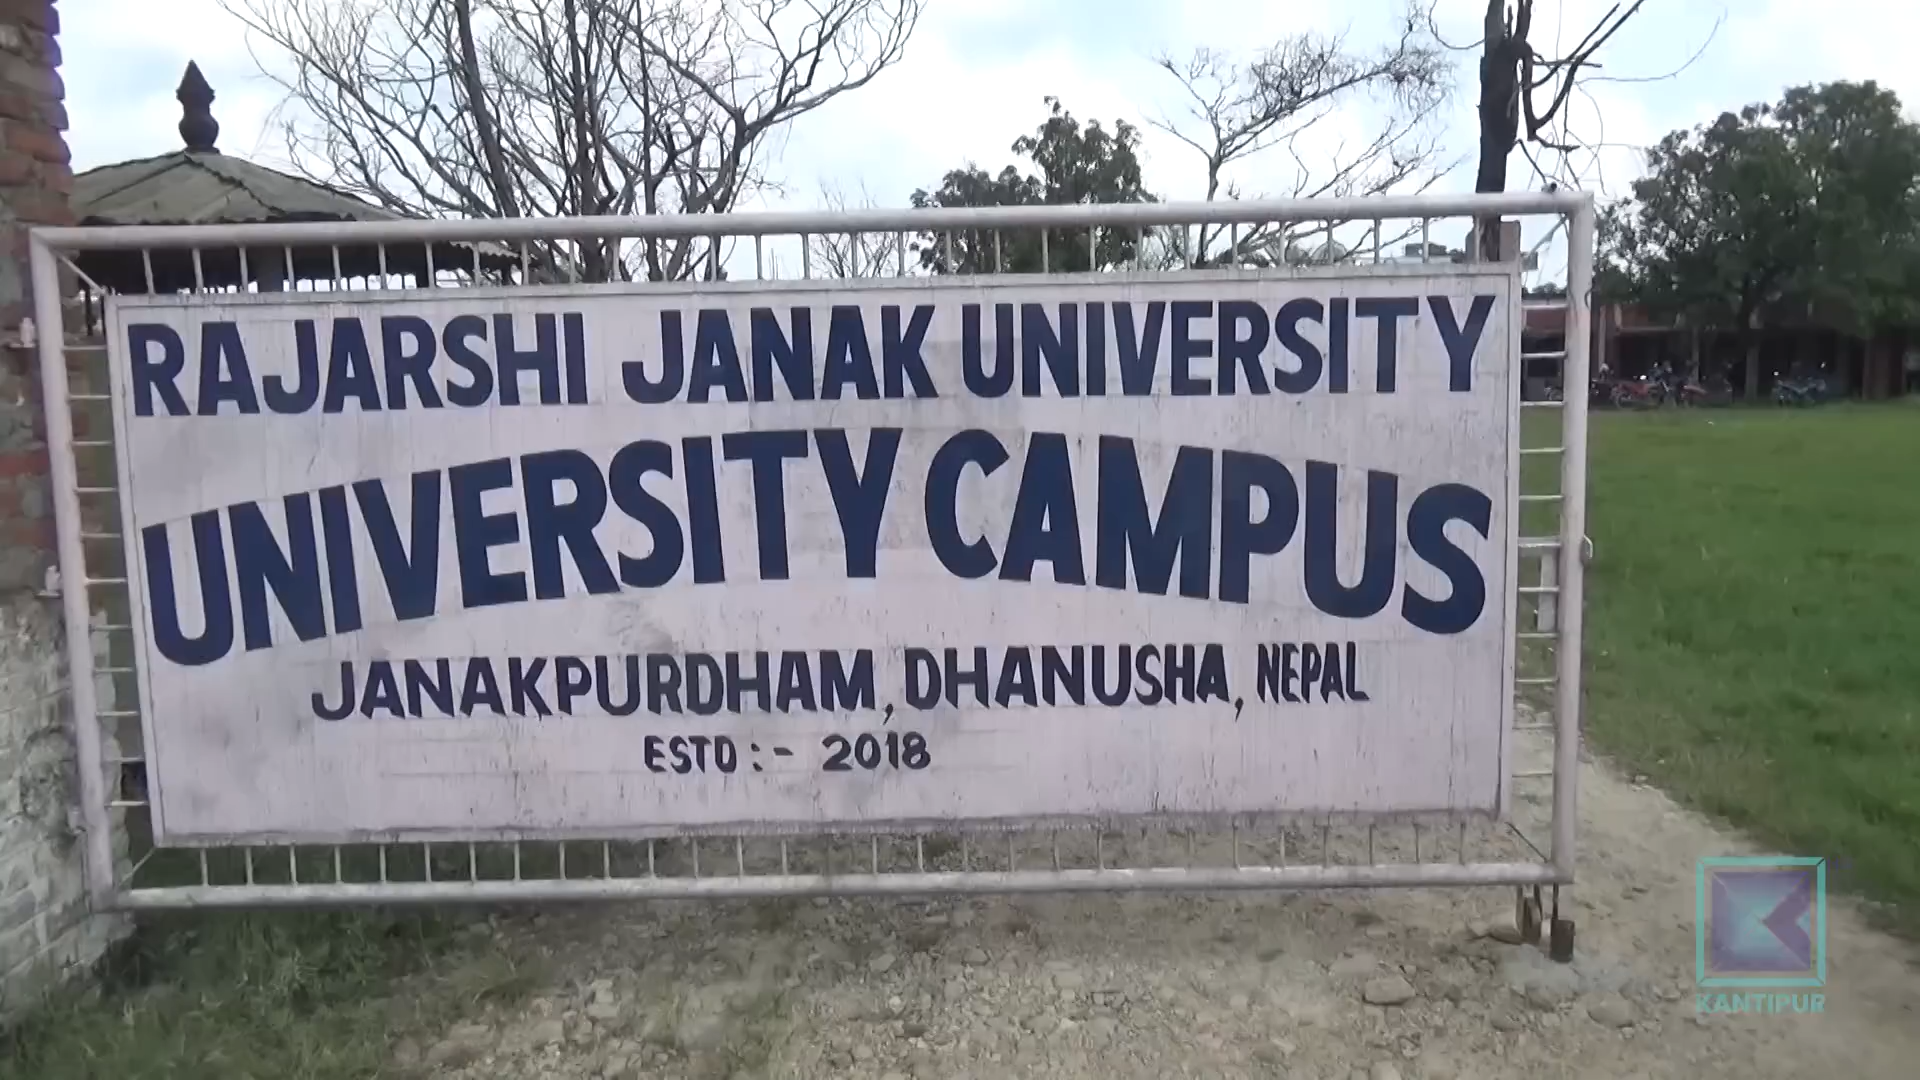 RAJARSHI JANAK UNIVERSITY
UNIVERSITY CAMPUS
JANAKPURDHAM, DHANUSHA, NEPAL
ESTD :- 2018
KANTIPUR